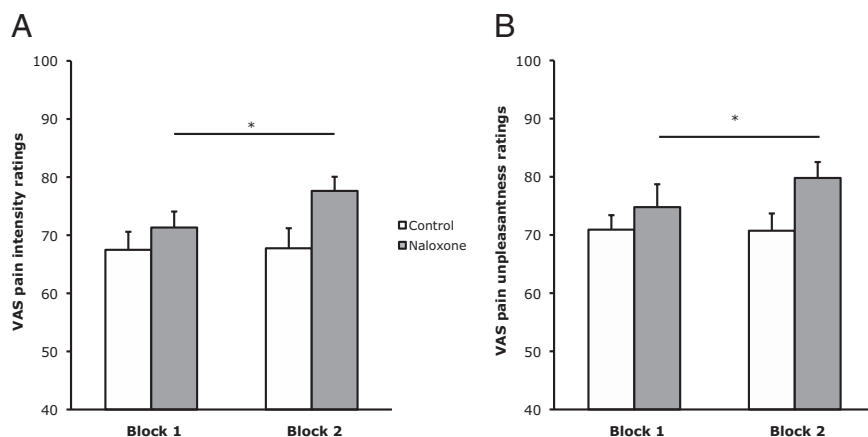 A
VAS pain intensity ratings
100
90
80
70
60
50
40
*
Block 1
Block 2
Control
Naloxone
B
VAS pain unpleasantness ratings
100
90
80
70
60
50
40
*
Block 1
Block 2